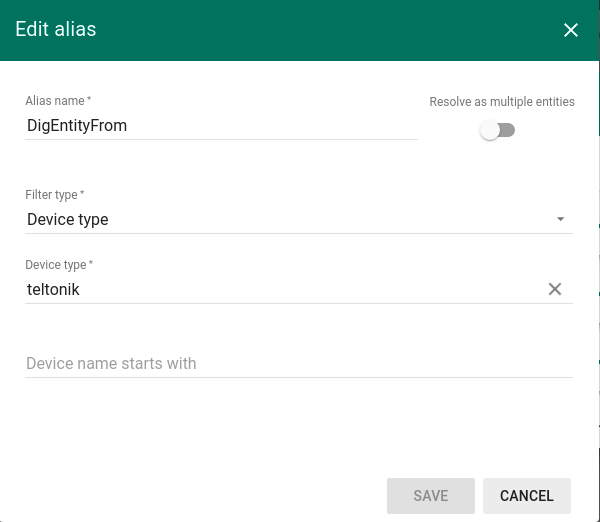 Edit alias
Alias name *
Resolve as multiple entities
DigEntityFrom
Filter type *
Device type
Device type *
teltonik
Device name starts with
SAVE
CANCEL